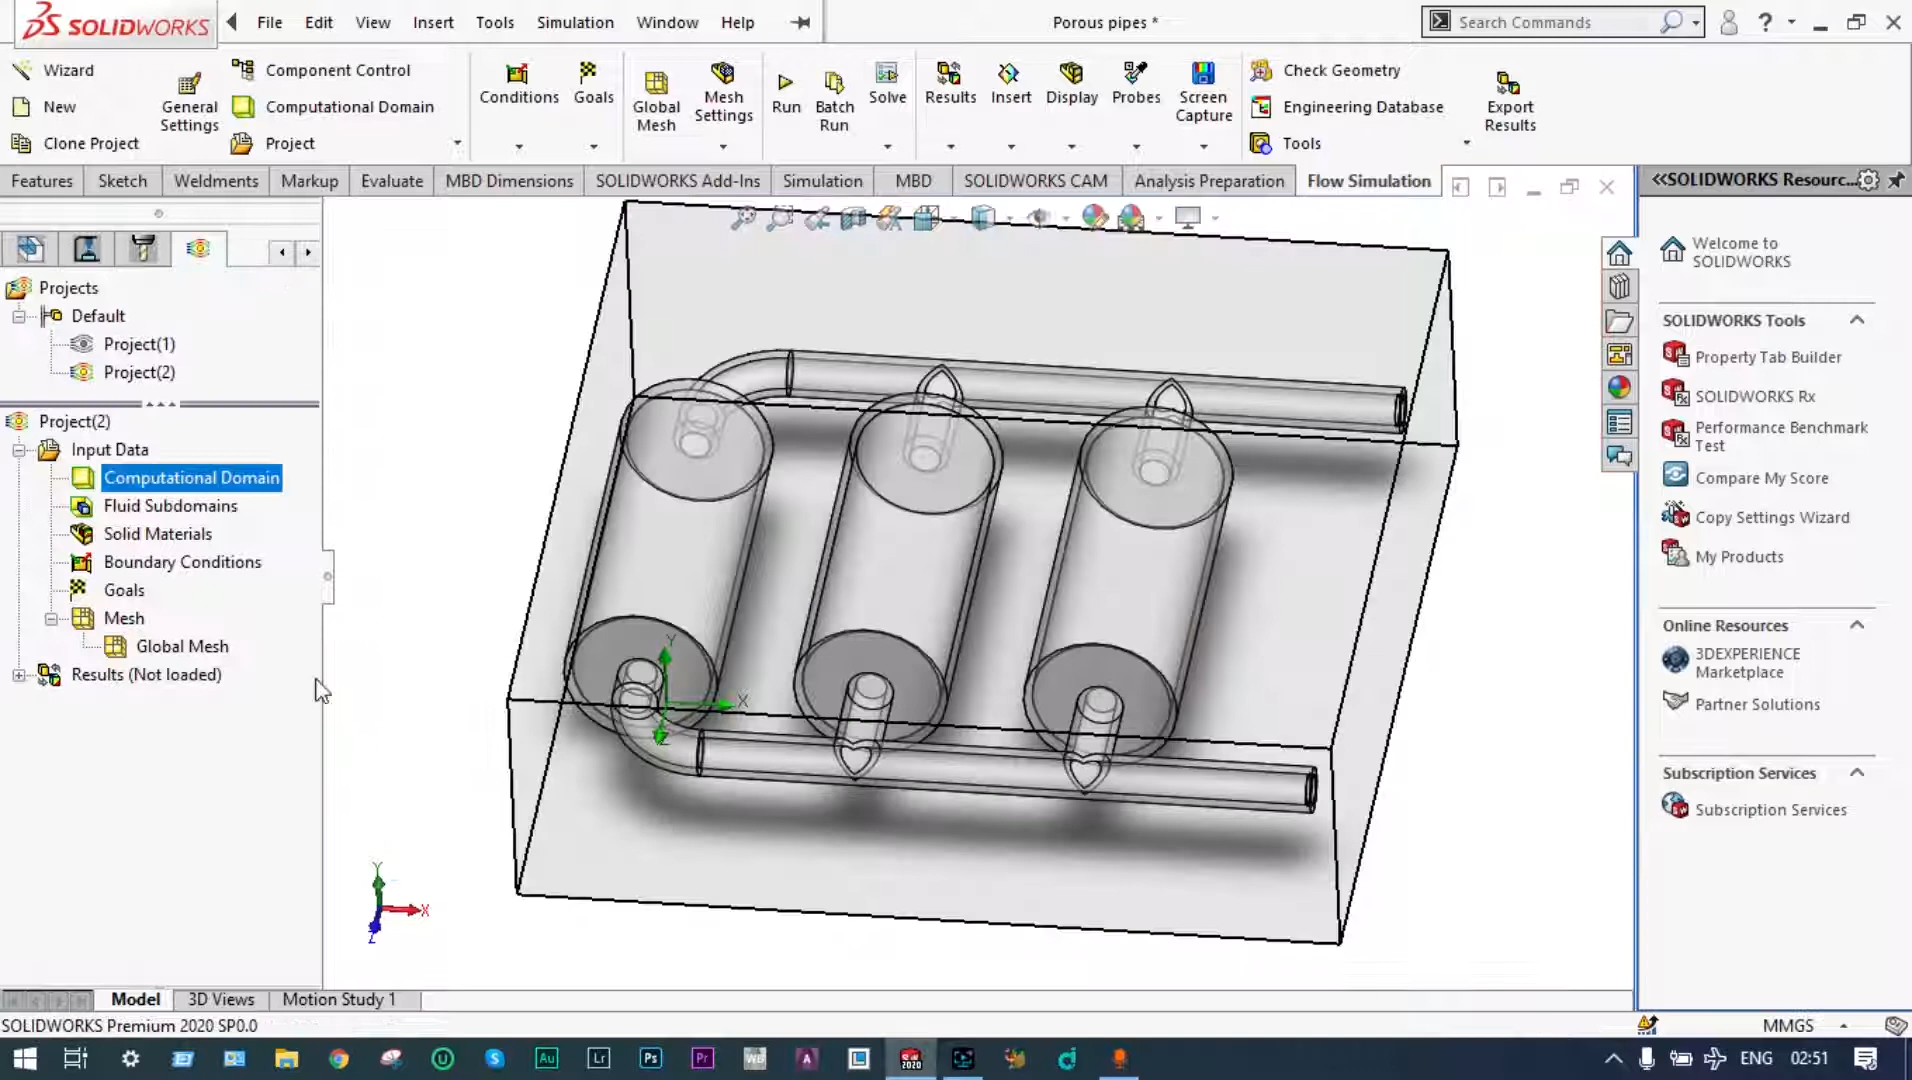 SOLIDWORKS
File Edit View Insert Tools Simulation Window Help
Porous pipes *
Search Commands
Wizard
New
Clone Project
General Settings
Component Control
Computational Domain
Project
Conditions
Goals
Global Mesh
Mesh Settings
Run
Batch Run
Solve
Results
Insert
Display
Probes
Screen Capture
Check Geometry
Engineering Database
Tools
Export Results
Features Sketch Weldments Markup Evaluate MBD Dimensions SOLIDWORKS Add-Ins Simulation MBD SOLIDWORKS CAM Analysis Preparation Flow Simulation
Projects
Default
Project(1)
Project(2)
Project(2)
Input Data
Computational Domain
Fluid Subdomains
Solid Materials
Boundary Conditions
Goals
Mesh
Global Mesh
Results (Not loaded)
Y
X
Z
Y
X
Z
«SOLIDWORKS Resourc...
Welcome to
SOLIDWORKS
SOLIDWORKS Tools
Property Tab Builder
SOLIDWORKS Rx
Performance Benchmark
Test
Compare My Score
Copy Settings Wizard
My Products
Online Resources
3DEXPERIENCE
Marketplace
Partner Solutions
Subscription Services
Subscription Services
Model 3D Views Motion Study 1
SOLIDWORKS Premium 2020 SP0.0
MMGS
Au Lr Ps Pr WB A 2020
ENG 02:51